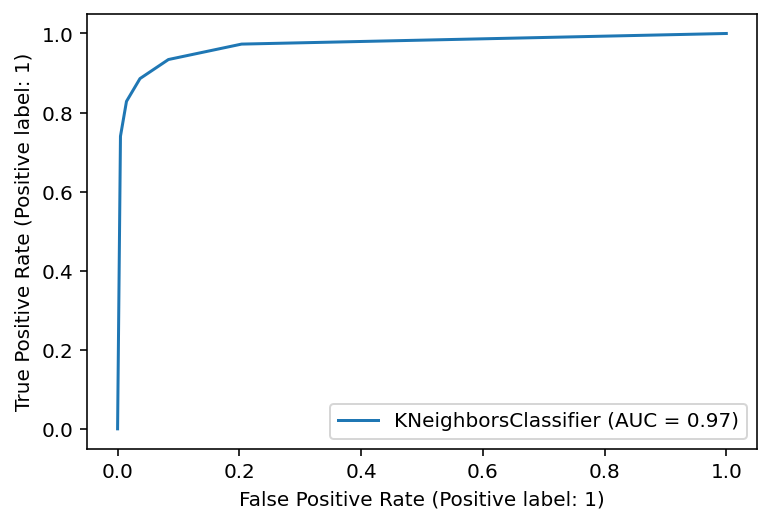 1.0
0.8
0.6
0.4
0.2
0.0
True Positive Rate (Positive label: 1)
KNeighborsClassifier (AUC = 0.97)
0.0 0.2 0.4 0.6 0.8 1.0
False Positive Rate (Positive label: 1)